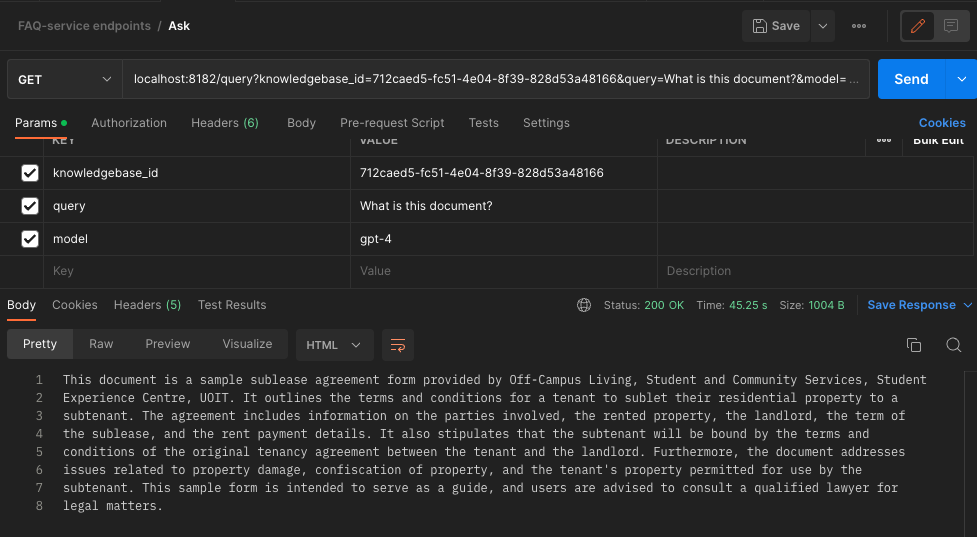 FAQ-service endpoints / Ask
Save
GET
localhost:8182/query?knowledgebase_id=712caed5-fc51-4e04-8f39-828d53a48166&query=What is this document?&model= ...
Send
Params Authorization Headers (6) Body Pre-request Script Tests Settings Cookies
KEY VALUE DESCRIPTION Bulk Edit
knowledgebase_id 712caed5-fc51-4e04-8f39-828d53a48166
query What is this document?
model gpt-4
Key Value Description
Body Cookies Headers (5) Test Results Status: 200 OK Time: 45.25 s Size: 1004 B Save Response
Pretty Raw Preview Visualize HTML
1 This document is a sample sublease agreement form provided by Off-Campus Living, Student and Community Services, Student
2 Experience Centre, UOIT. It outlines the terms and conditions for a tenant to sublet their residential property to a
3 subtenant. The agreement includes information on the parties involved, the rented property, the landlord, the term of
4 the sublease, and the rent payment details. It also stipulates that the subtenant will be bound by the terms and
5 conditions of the original tenancy agreement between the tenant and the landlord. Furthermore, the document addresses
6 issues related to property damage, confiscation of property, and the tenant's property permitted for use by the
7 subtenant. This sample form is intended to serve as a guide, and users are advised to consult a qualified lawyer for
8 legal matters.